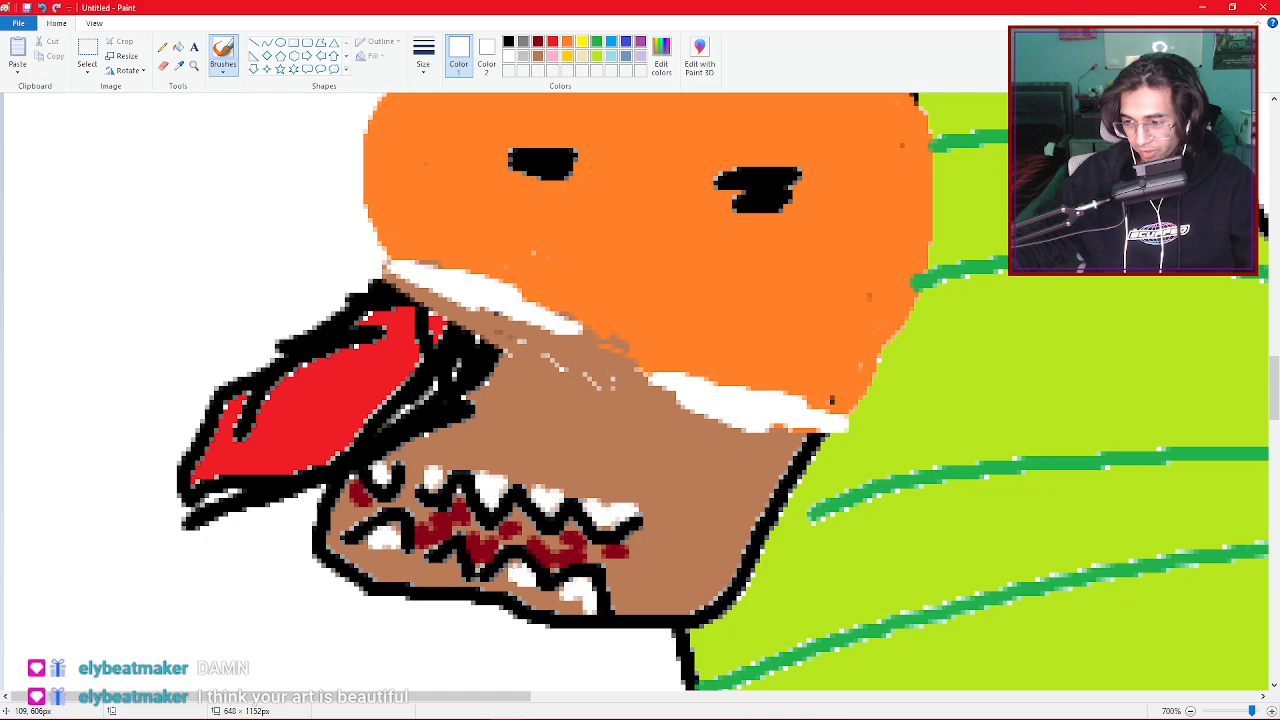 Untitled - Paint
File Home View
Paste
Cut
Copy
Clipboard
Select
Crop
Resize
Rotate
Image
Tools
Brushes
Shapes
Outline
Fill
Size
Color 1
Color 2
Edit colors
Colors
Edit with Paint 3D
elybeatmaker DAMN
elybeatmaker I think your art is beautiful
109, 606px
648 × 1152px
700%